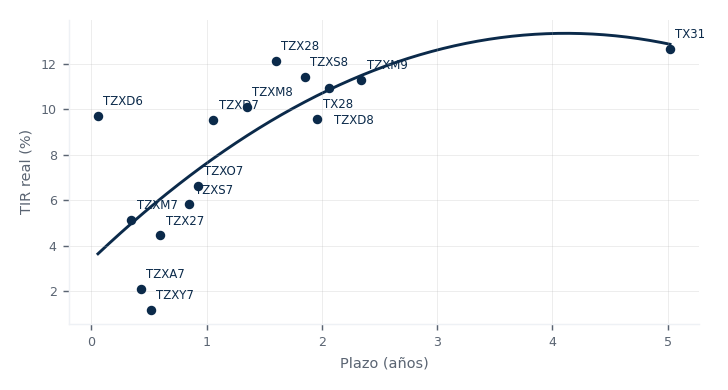 TIR real (%)
12
10
8
6
4
2
TX31
TZX28
TZXS8
TZXM9
TZXM8
TZXD6
TZXD7
TX28
TZXD8
TZXO7
TZXS7
TZXM7
TZX27
TZXA7
TZXY7
0 1 2 3 4 5
Plazo (años)